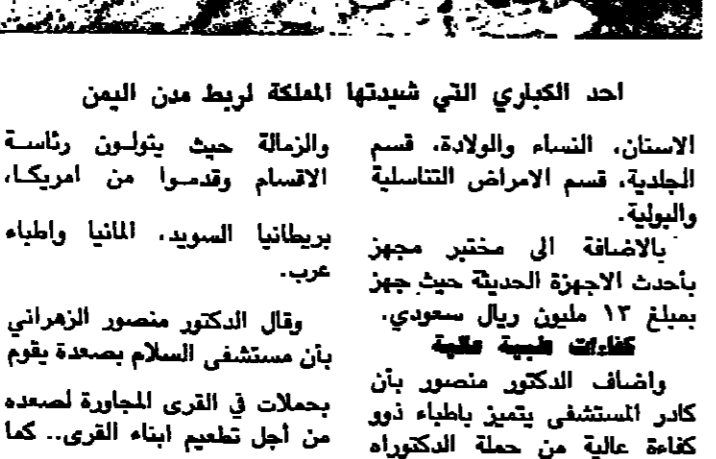 احد الكباري التي شيدتها المملكة لربط مدن اليمن
الاسنان، النساء والولادة، قسم
الجلدية، قسم الامراض التناسلية
والبولية.
بالاضافة الى مختبر مجهز
بأحدث الاجهزة الحديثة حيث جهز
بمبلغ ١٣ مليون ريال سعودي.
كفاءات طبية عالية
واضاف الدكتور منصور بأن
كادر المستشفى يتميز باطباء ذوو
كفاءة عالية من حملة الدكتوراه
والزمالة حيث يتولون رئاسة
الاقسام وقدموا من امريكا،
بريطانيا السويد، المانيا واطباء
عرب.
وقال الدكتور منصور الزهراني
بأن مستشفى السلام بصعدة يقوم
بحملات في القرى المجاورة لصعده
من أجل تطعيم ابناء القرى.. كما